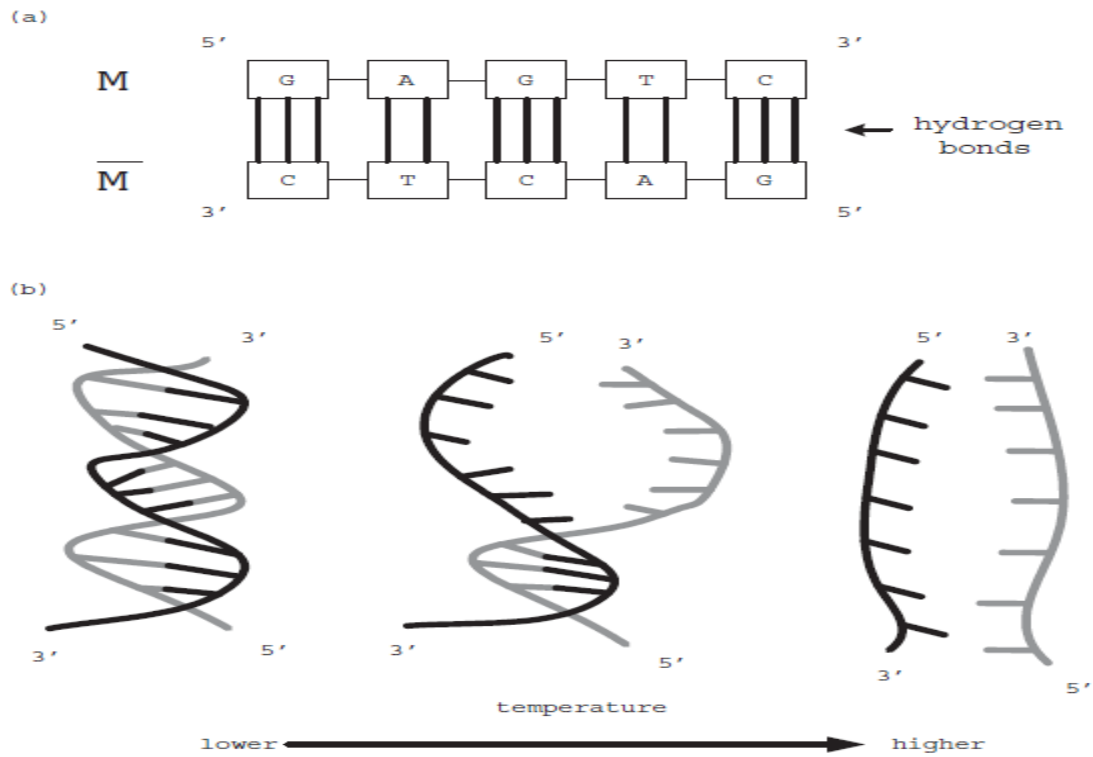 (a)
5′ 3′
M G A G T C
hydrogen
bonds
M̅ C T C A G
3′ 5′
(b)
5′ 3′ 5′ 3′ 5′ 3′
3′ 5′ 3′ 5′ 3′ 5′
temperature
lower higher